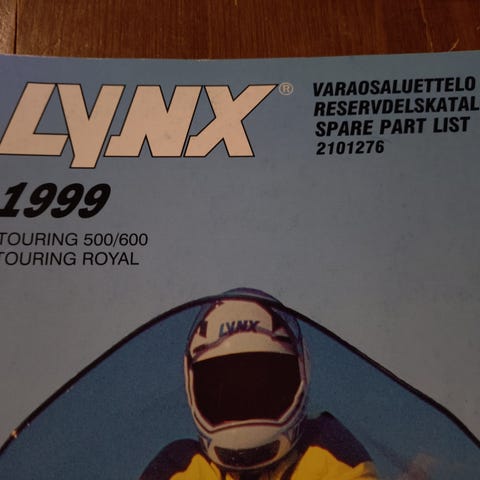 LYNX®
VARAOSALUETTELO
RESERVDELSKATAL
SPARE PART LIST
2101276
1999
TOURING 500/600
TOURING ROYAL
LYNX